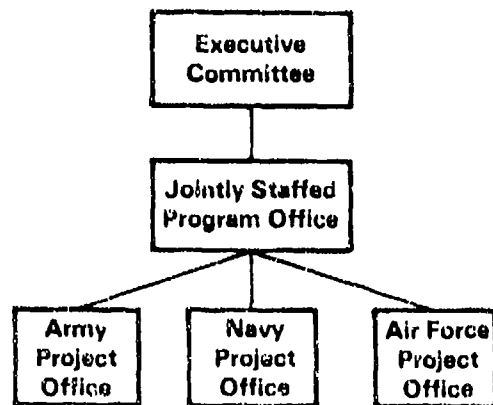 Executive
Committee
Jointly Staffed
Program Office
Army
Project
Office
Navy
Project
Office
Air Force
Project
Office